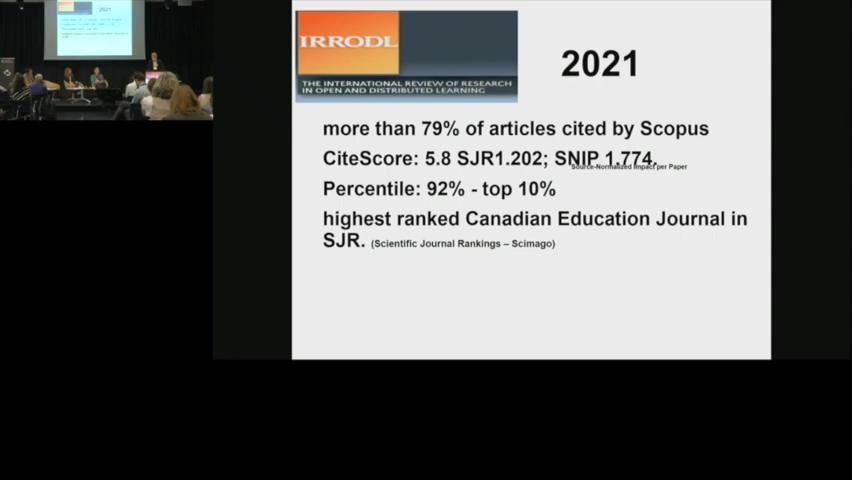 IRRODL
THE INTERNATIONAL REVIEW OF RESEARCH
IN OPEN AND DISTRIBUTED LEARNING
2021
more than 79% of articles cited by Scopus
CiteScore: 5.8 SJR1.202; SNIP 1.774.
Source-Normalized Impact per Paper
Percentile: 92% - top 10%
highest ranked Canadian Education Journal in
SJR. (Scientific Journal Rankings – Scimago)
2021